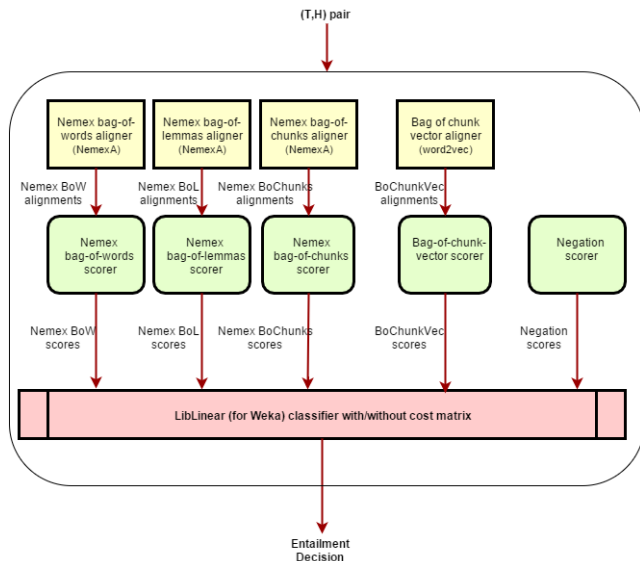 (T,H) pair
Nemex bag-of-
words aligner
(NemexA)
Nemex bag-of-
lemmas aligner
(NemexA)
Nemex bag-of-
chunks aligner
(NemexA)
Bag of chunk
vector aligner
(word2vec)
Nemex BoW
alignments
Nemex BoL
alignments
Nemex BoChunks
alignments
BoChunkVec
alignments
Nemex
bag-of-words
scorer
Nemex
bag-of-lemmas
scorer
Nemex
bag-of-chunks
scorer
Bag-of-chunk-
vector scorer
Negation
scorer
Nemex BoW
scores
Nemex BoL
scores
Nemex BoChunks
scores
BoChunkVec
scores
Negation
scores
LibLinear (for Weka) classifier with/without cost matrix
Entailment
Decision